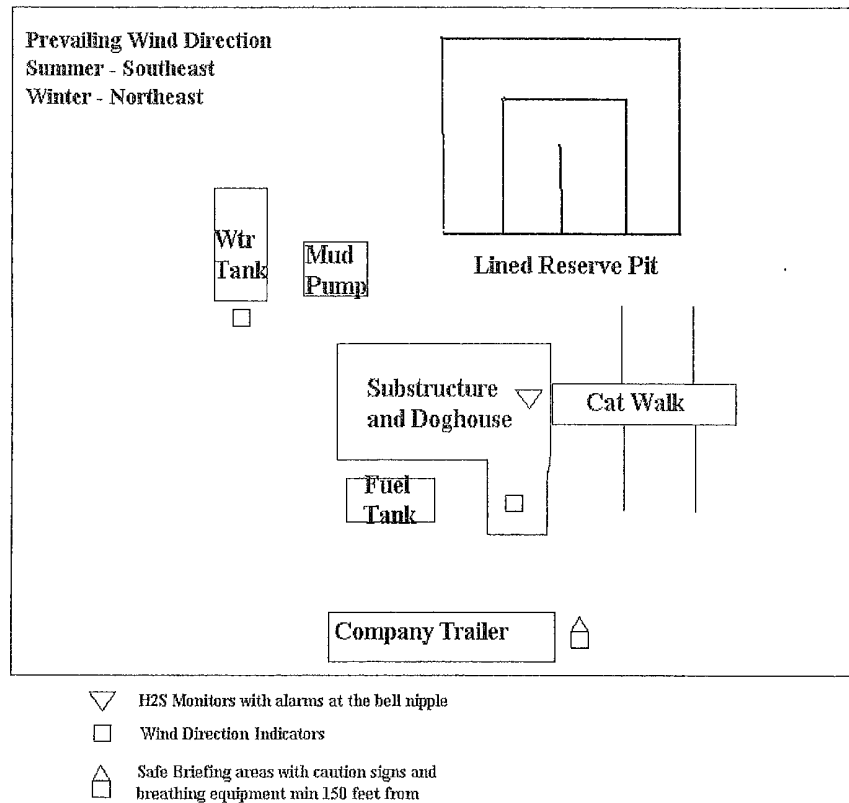 Prevailing Wind Direction
Summer - Southeast
Winter - Northeast
Wtr
Tank
Mud
Pump
Lined Reserve Pit
Substructure
and Doghouse
Cat Walk
Fuel
Tank
Company Trailer
H2S Monitors with alarms at the bell nipple
Wind Direction Indicators
Safe Briefing areas with caution signs and
breathing equipment min 150 feet from